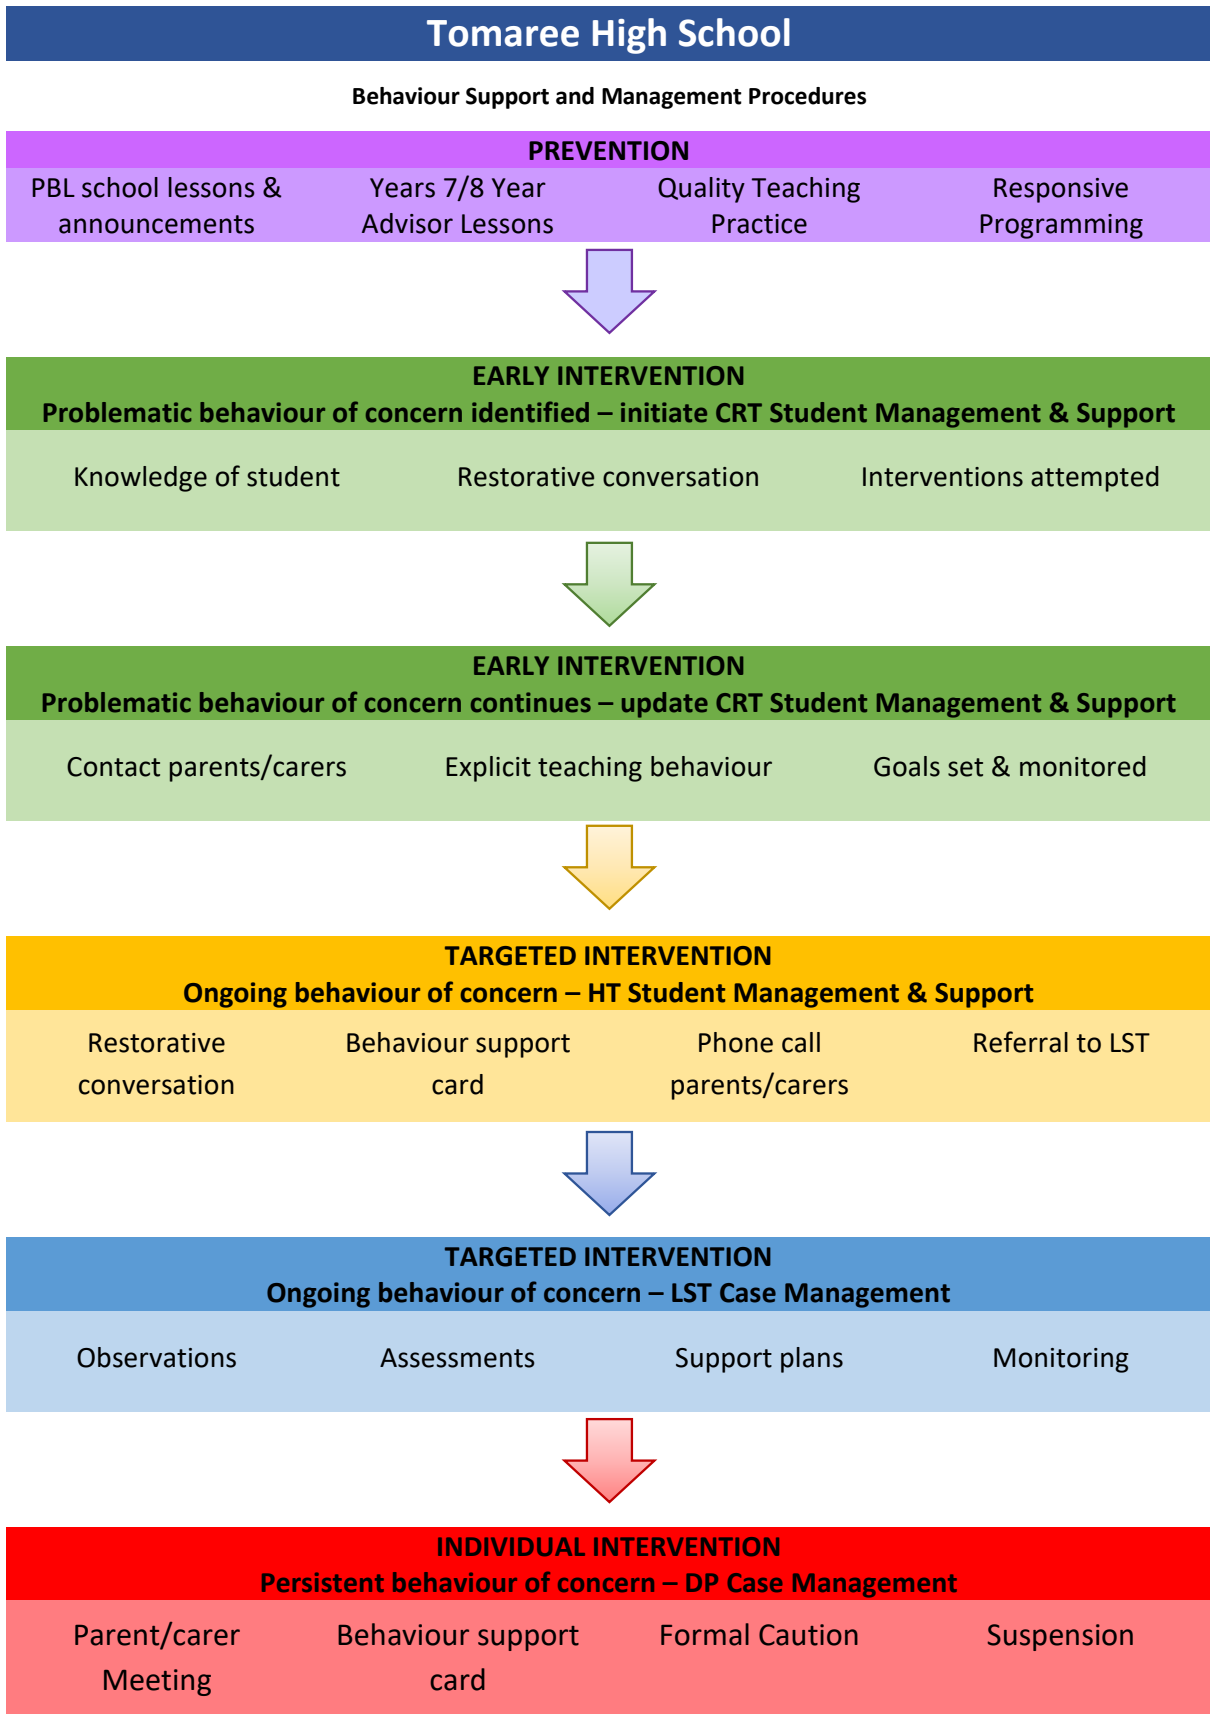 Tomaree High School
Behaviour Support and Management Procedures
PREVENTION
PBL school lessons &
announcements
Years 7/8 Year
Advisor Lessons
Quality Teaching
Practice
Responsive
Programming
EARLY INTERVENTION
Problematic behaviour of concern identified – initiate CRT Student Management & Support
Knowledge of student
Restorative conversation
Interventions attempted
EARLY INTERVENTION
Problematic behaviour of concern continues – update CRT Student Management & Support
Contact parents/carers
Explicit teaching behaviour
Goals set & monitored
TARGETED INTERVENTION
Ongoing behaviour of concern – HT Student Management & Support
Restorative
conversation
Behaviour support
card
Phone call
parents/carers
Referral to LST
TARGETED INTERVENTION
Ongoing behaviour of concern – LST Case Management
Observations
Assessments
Support plans
Monitoring
INDIVIDUAL INTERVENTION
Persistent behaviour of concern – DP Case Management
Parent/carer
Meeting
Behaviour support
card
Formal Caution
Suspension